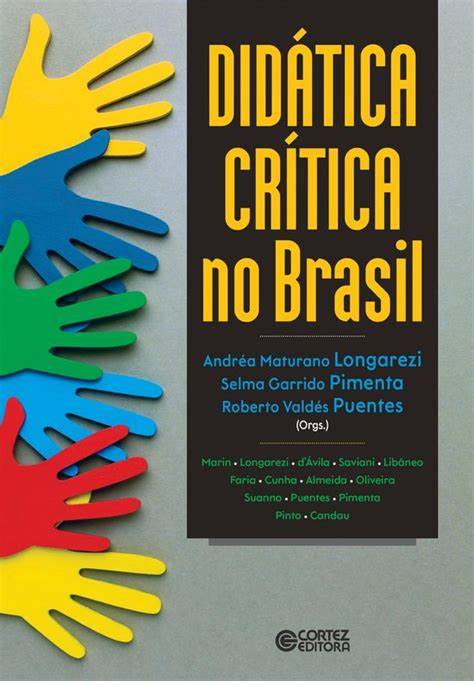 DIDÁTICA
CRÍTICA
no Brasil
Andréa Maturano Longarezi
Selma Garrido Pimenta
Roberto Valdés Puentes
(Orgs.)
Marin • Longarezi • d'Ávila • Saviani • Libâneo
Faria • Cunha • Almeida • Oliveira
Suanno • Puentes • Pimenta
Pinto • Candau
CORTEZ
EDITORA